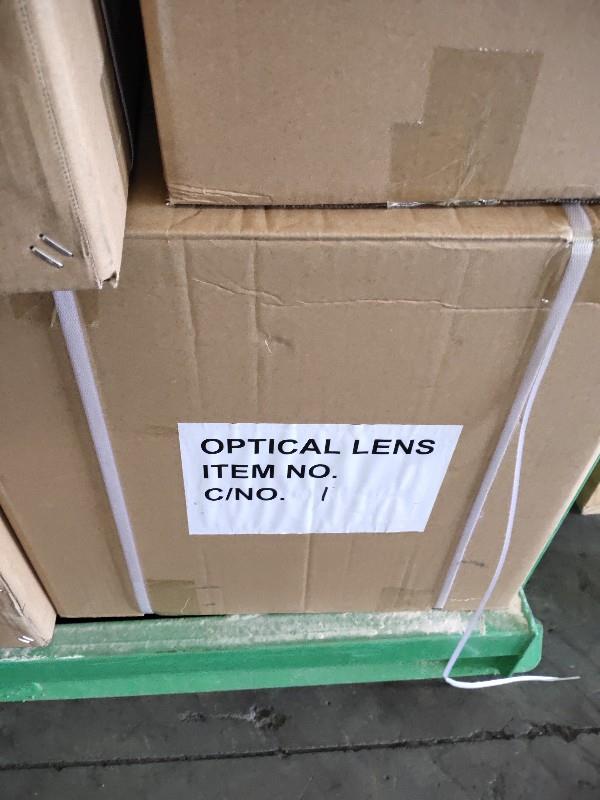 OPTICAL LENS
ITEM NO.
C/NO. /